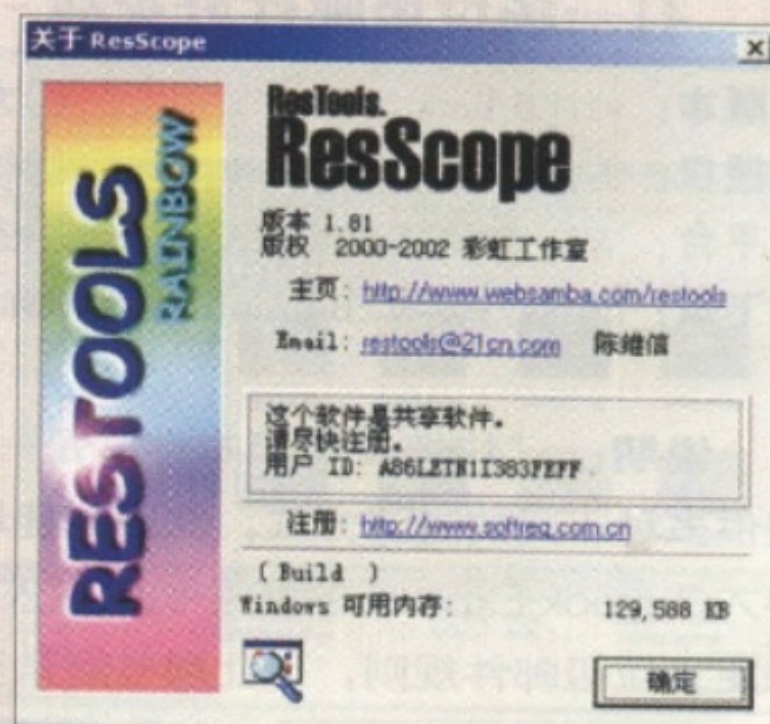 关于 ResScope
RESTOOLS
RAINBOW
ResTools.
ResScope
版本 1.81
版权 2000-2002 彩虹工作室
主页: http://www.websamba.com/restools
Email: restools@21cn.com 陈维信
这个软件是共享软件。
请尽快注册。
用户 ID: A86LETN1I383FEFF
注册: http://www.softreg.com.cn
( Build )
Windows 可用内存: 129,588 KB
确定